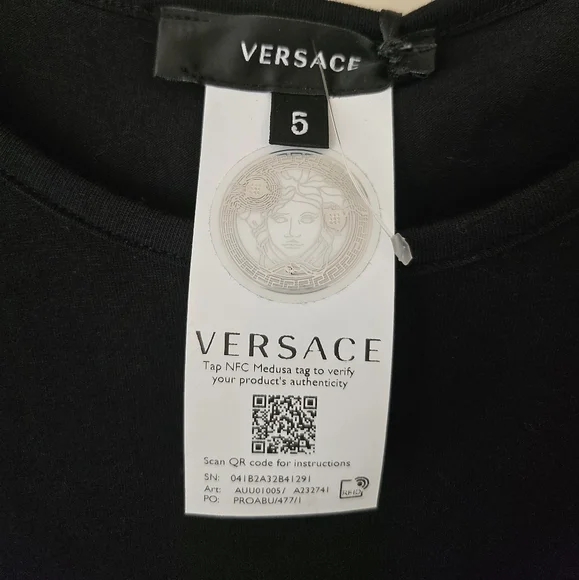 VERSACE
5
VERSACE
Tap NFC Medusa tag to verify
your product's authenticity
Scan QR code for instructions
SN: 041B2A32B41291
Art: AUU01005/ A232741
PO: PROABU/477/1
RFID